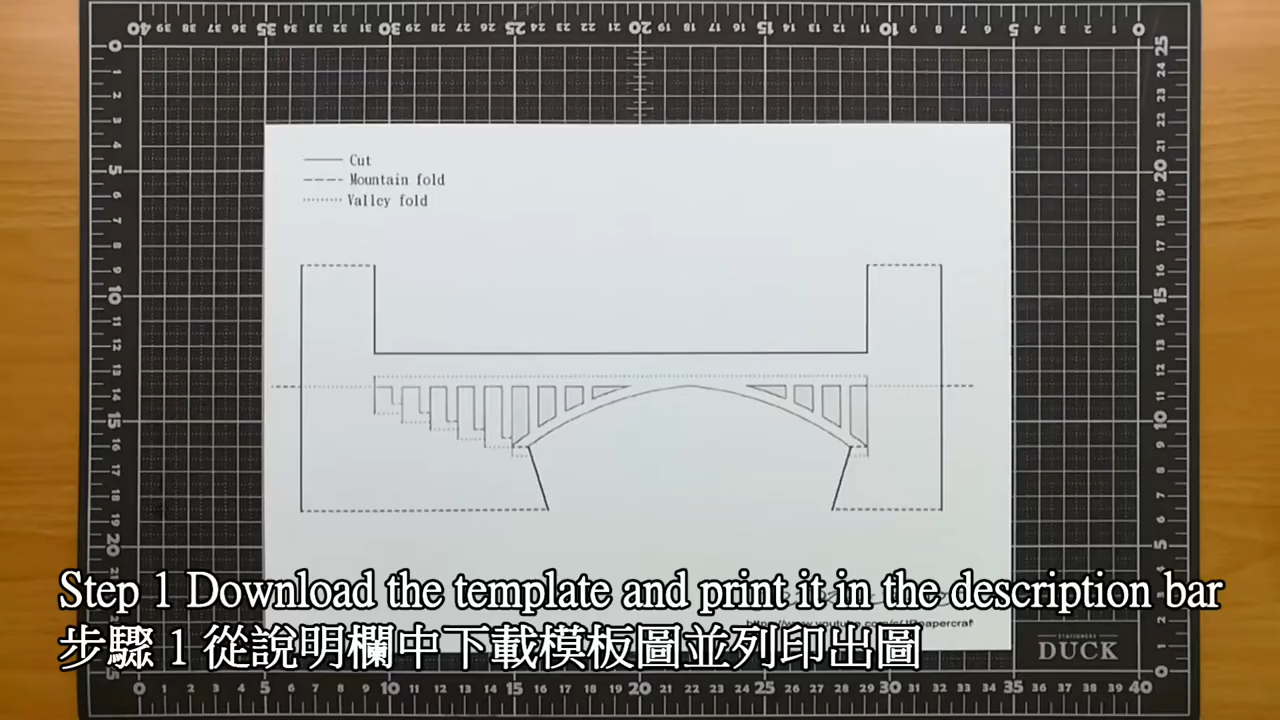 Cut
Mountain fold
Valley fold
Step 1 Download the template and print it in the description bar
步驟 1 從說明欄中下載模板圖並列印出圖
STATIONERY
DUCK